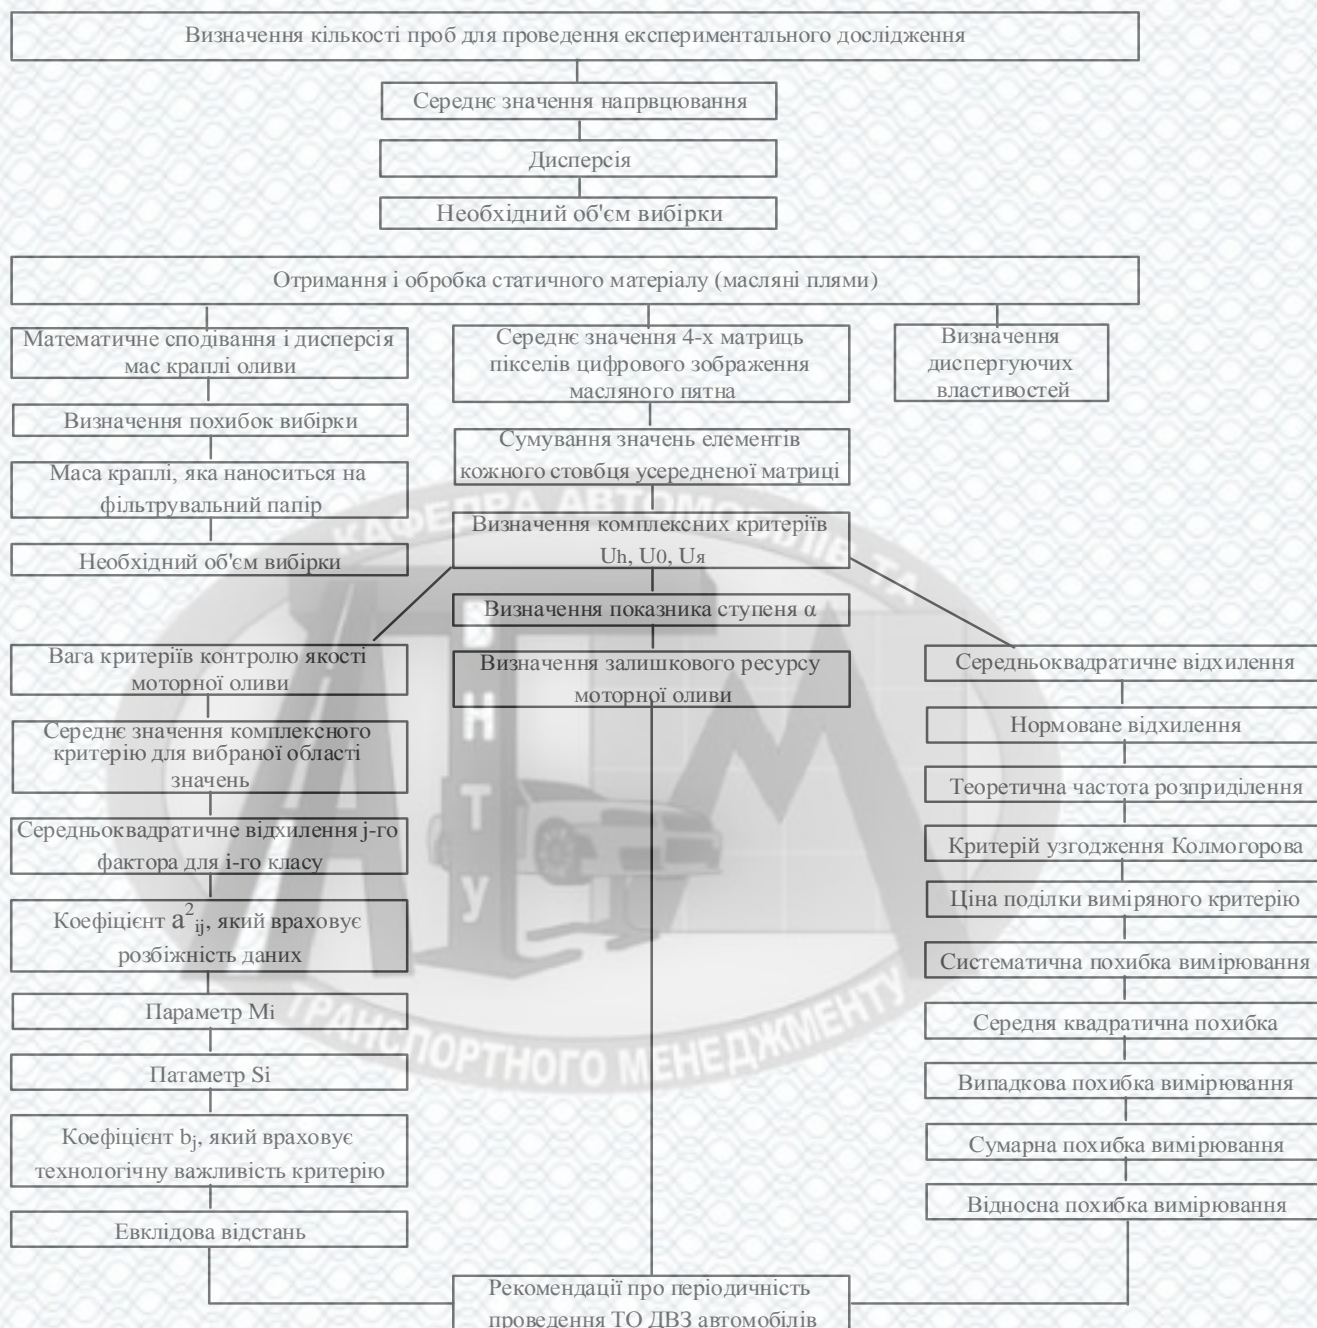 Визначення кількості проб для проведення експериментального дослідження
Середнє значення напрвцювання
Дисперсія
Необхідний об'єм вибірки
Отримання і обробка статичного матеріалу (масляні плями)
Математичне сподівання і дисперсія
мас краплі оливи
Визначення похибок вибірки
Маса краплі, яка наноситься на
фільтрувальний папір
Необхідний об'єм вибірки
Середнє значення 4-х матриць
пікселів цифрового зображення
масляного пятна
Сумування значень елементів
кожного стовбця усередненої матриці
Визначення комплексних критеріїв
Uh, U0, Uя
Визначення показника ступеня α
Визначення залишкового ресурсу
моторної оливи
Визначення
диспергуючих
властивостей
Вага критеріїв контролю якості
моторної оливи
Середнє значення комплексного
критерію для вибраної області
значень
Середньоквадратичне відхилення j-го
фактора для i-го класу
Коефіцієнт a²ij, який враховує
розбіжність даних
Параметр Mi
Патаметр Si
Коефіцієнт bj, який враховує
технологічну важливість критерію
Евклідова відстань
Середньоквадратичне відхилення
Нормоване відхилення
Теоретична частота розприділення
Критерій узгодження Колмогорова
Ціна поділки виміряного критерію
Систематична похибка вимірювання
Середня квадратична похибка
Випадкова похибка вимірювання
Сумарна похибка вимірювання
Відносна похибка вимірювання
Рекомендації про періодичність
проведення ТО ДВЗ автомобілів
КАФЕДРА АВТОМОБІЛІВ ТА
ТРАНСПОРТНОГО МЕНЕДЖМЕНТУ
АТМ
ВНТУ